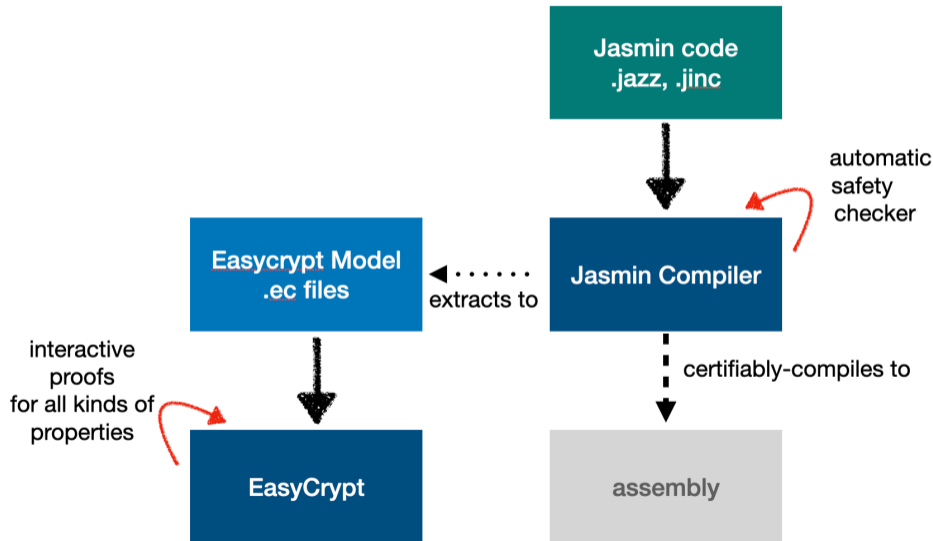 Jasmin code
.jazz, .jinc
automatic
safety
checker
Easycrypt Model
.ec files
extracts to
Jasmin Compiler
interactive
proofs
for all kinds of
properties
certifiably-compiles to
EasyCrypt
assembly